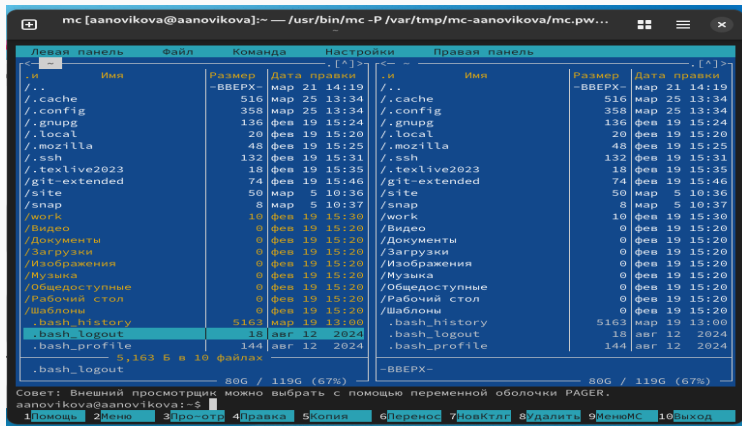 mc [aanovikova@aanovikova]:~ — /usr/bin/mc -P /var/tmp/mc-aanovikova/mc.pw...
Левая панель Файл Команда Настройки Правая панель
<— ~ .[^]> <— ~ .[^]>
.и Имя Размер Дата правки .и Имя Размер Дата правки
/.. -ВВЕРХ- мар 21 14:19 /.. -ВВЕРХ- мар 21 14:19
/.cache 516 мар 25 13:34 /.cache 516 мар 25 13:34
/.config 358 мар 25 13:34 /.config 358 мар 25 13:34
/.gnupg 136 фев 19 15:24 /.gnupg 136 фев 19 15:24
/.local 20 фев 19 15:20 /.local 20 фев 19 15:20
/.mozilla 48 фев 19 15:25 /.mozilla 48 фев 19 15:25
/.ssh 132 фев 19 15:31 /.ssh 132 фев 19 15:31
/.texlive2023 18 фев 19 15:35 /.texlive2023 18 фев 19 15:35
/git-extended 74 фев 19 15:46 /git-extended 74 фев 19 15:46
/site 50 мар 5 10:36 /site 50 мар 5 10:36
/snap 8 мар 5 10:37 /snap 8 мар 5 10:37
/work 10 фев 19 15:30 /work 10 фев 19 15:30
/Видео 0 фев 19 15:20 /Видео 0 фев 19 15:20
/Документы 0 фев 19 15:20 /Документы 0 фев 19 15:20
/Загрузки 0 фев 19 15:20 /Загрузки 0 фев 19 15:20
/Изображения 0 фев 19 15:20 /Изображения 0 фев 19 15:20
/Музыка 0 фев 19 15:20 /Музыка 0 фев 19 15:20
/Общедоступные 0 фев 19 15:20 /Общедоступные 0 фев 19 15:20
/Рабочий стол 0 фев 19 15:20 /Рабочий стол 0 фев 19 15:20
/Шаблоны 0 фев 19 15:20 /Шаблоны 0 фев 19 15:20
.bash_history 5163 мар 19 13:00 .bash_history 5163 мар 19 13:00
.bash_logout 18 авг 12 2024 .bash_logout 18 авг 12 2024
.bash_profile 144 авг 12 2024 .bash_profile 144 авг 12 2024
5,163 Б в 10 файлах
.bash_logout -ВВЕРХ-
80G / 119G (67%) 80G / 119G (67%)
Совет: Внешний просмотрщик можно выбрать с помощью переменной оболочки PAGER.
aanovikova@aanovikova:~$
1Помощь 2Меню 3Про~отр 4Правка 5Копия 6Перенос 7НовКтлг 8Удалить 9МенюМС 10Выход